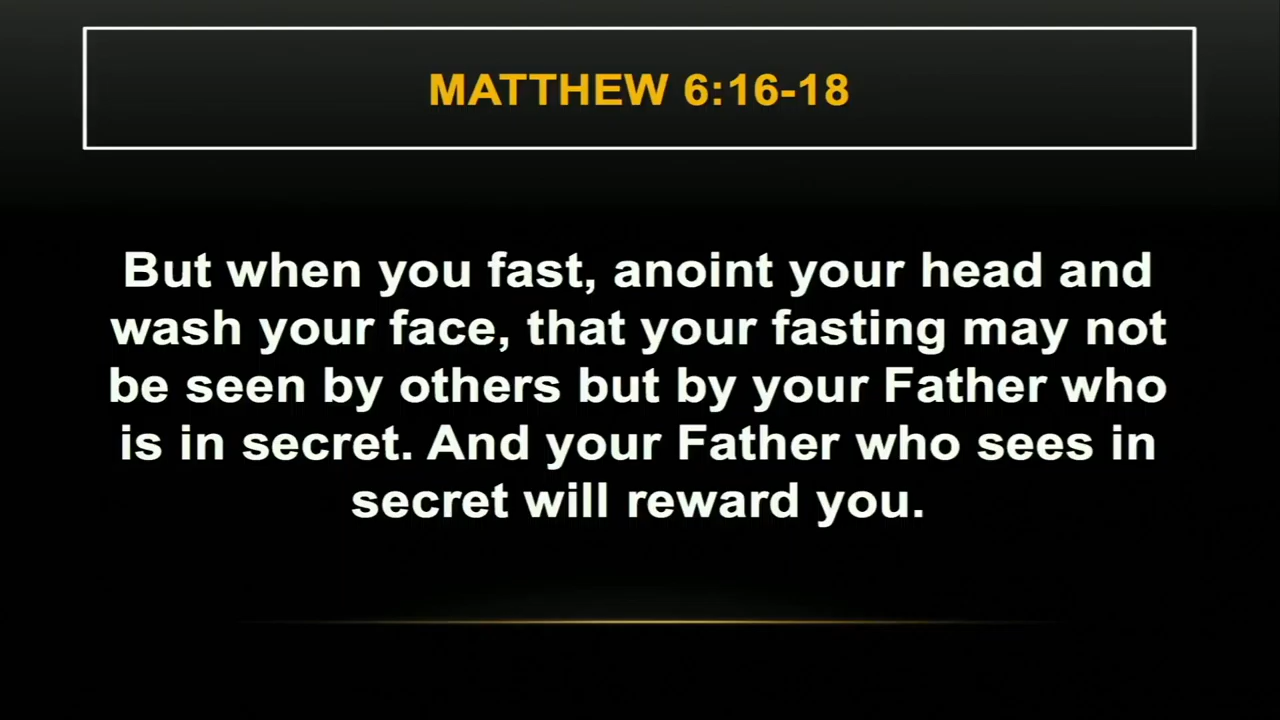 MATTHEW 6:16-18
But when you fast, anoint your head and
wash your face, that your fasting may not
be seen by others but by your Father who
is in secret. And your Father who sees in
secret will reward you.